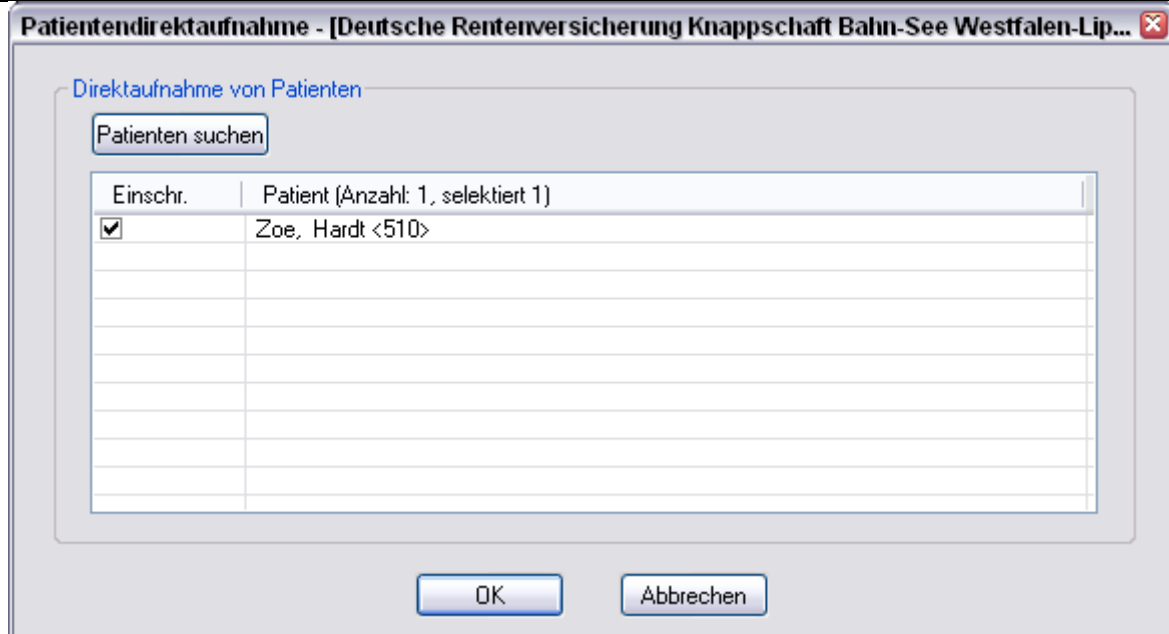 Patientendirektaufnahme - [Deutsche Rentenversicherung Knappschaft Bahn-See Westfalen-Lip...
Direktaufnahme von Patienten
Patienten suchen
Einschr. Patient (Anzahl: 1, selektiert 1)
Zoe, Hardt <510>
OK Abbrechen